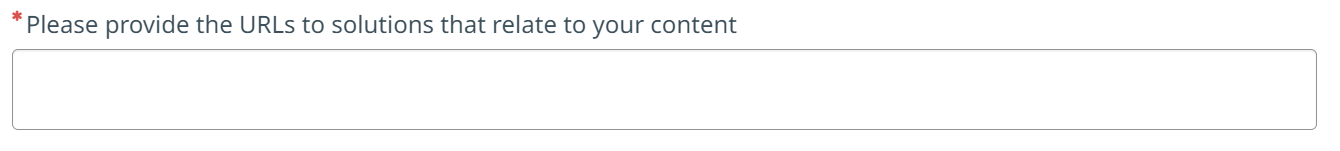 *Please provide the URLs to solutions that relate to your content